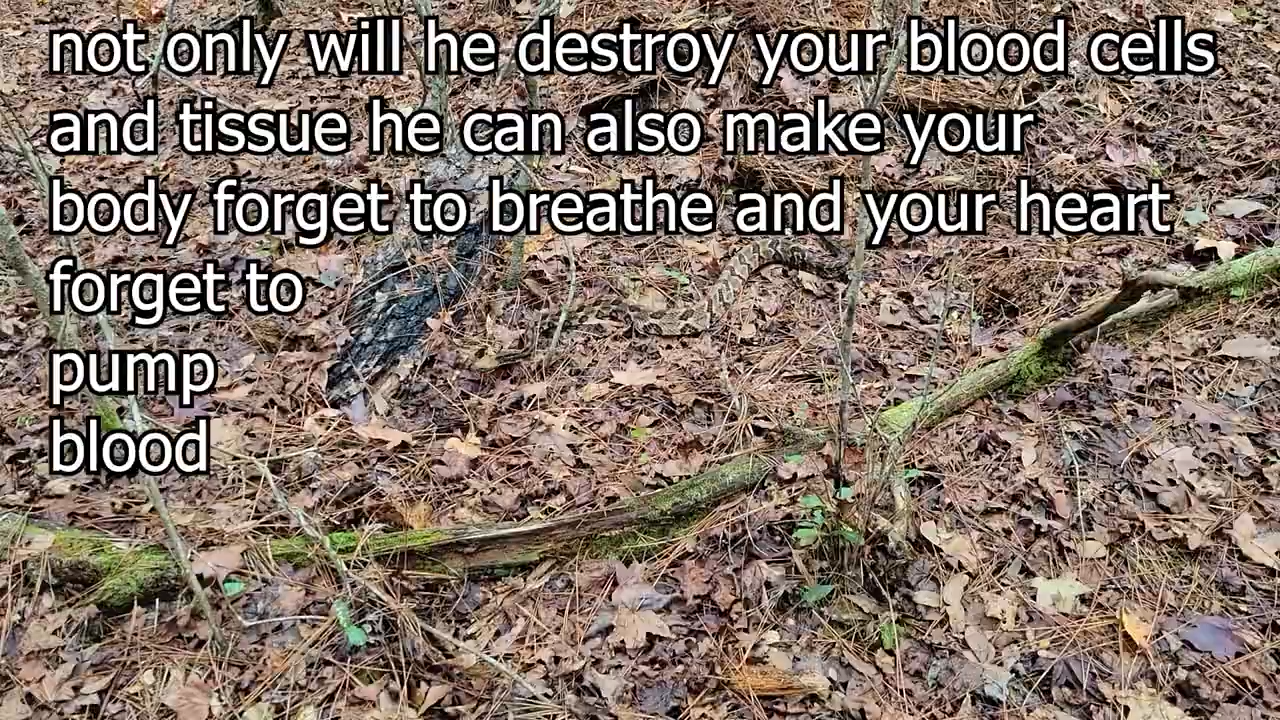 not only will he destroy your blood cells
and tissue he can also make your
body forget to breathe and your heart
forget to
pump
blood